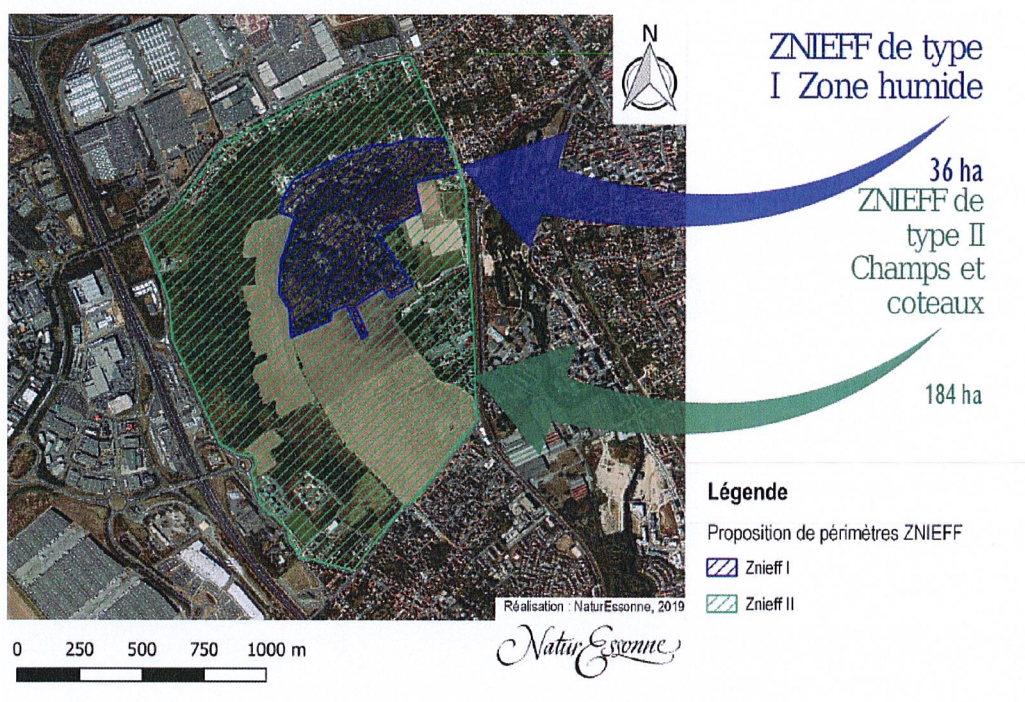 N
ZNIEFF de type
I Zone humide
36 ha
ZNIEFF de
type II
Champs et
coteaux
184 ha
Légende
Proposition de périmètres ZNIEFF
Znieff I
Znieff II
Réalisation : NaturEssonne, 2019
NaturEssonne
0 250 500 750 1000 m